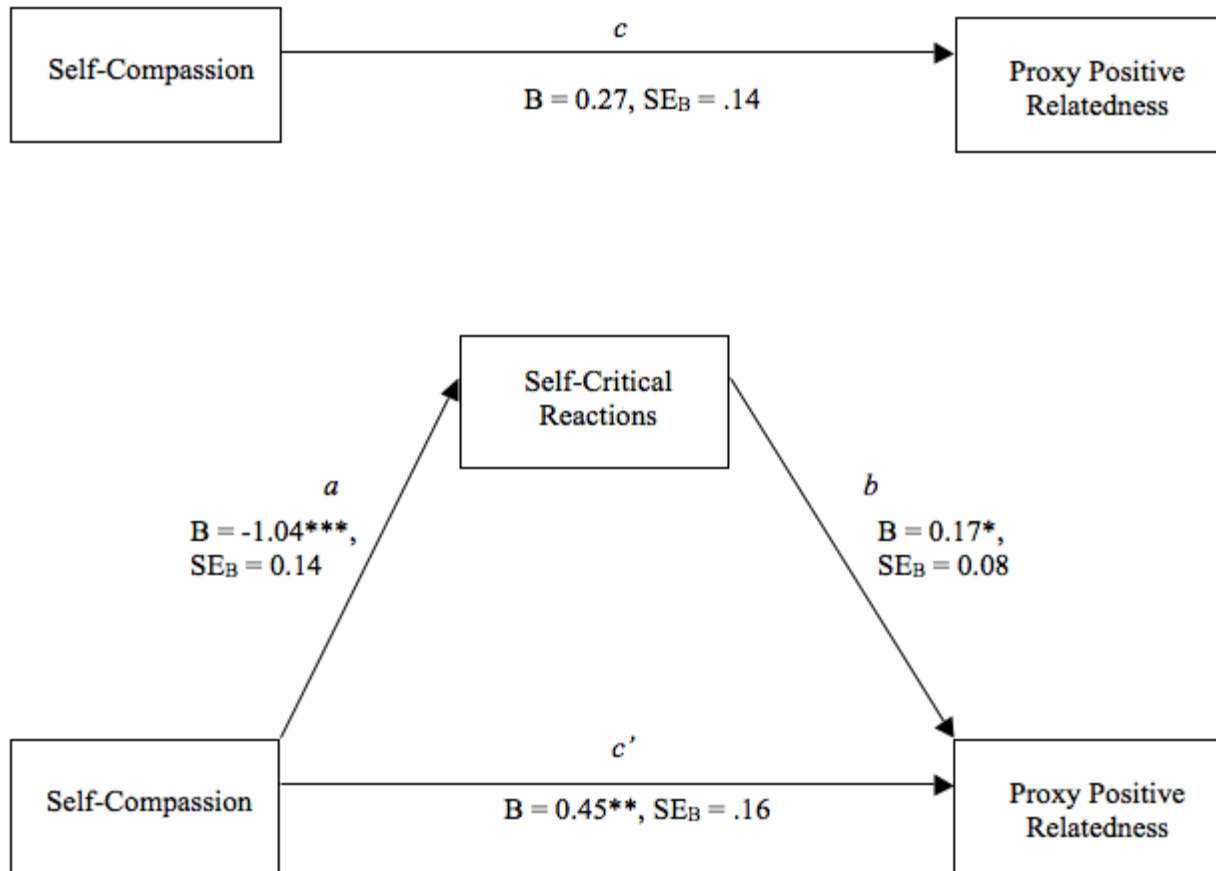 c
Self-Compassion
Proxy Positive
Relatedness
B = 0.27, SEB = .14
Self-Critical
Reactions
a
b
B = -1.04***,
SEB = 0.14
B = 0.17*,
SEB = 0.08
c’
Self-Compassion
Proxy Positive
Relatedness
B = 0.45**, SEB = .16